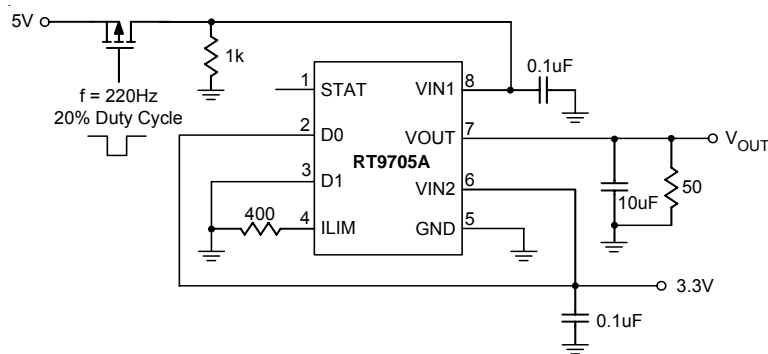 5V
1k
f = 220Hz
20% Duty Cycle
0.1uF
1 STAT VIN1 8
2 D0 VOUT 7
V_OUT
RT9705A
3 D1 VIN2 6
10uF
50
400
4 ILIM GND 5
3.3V
0.1uF